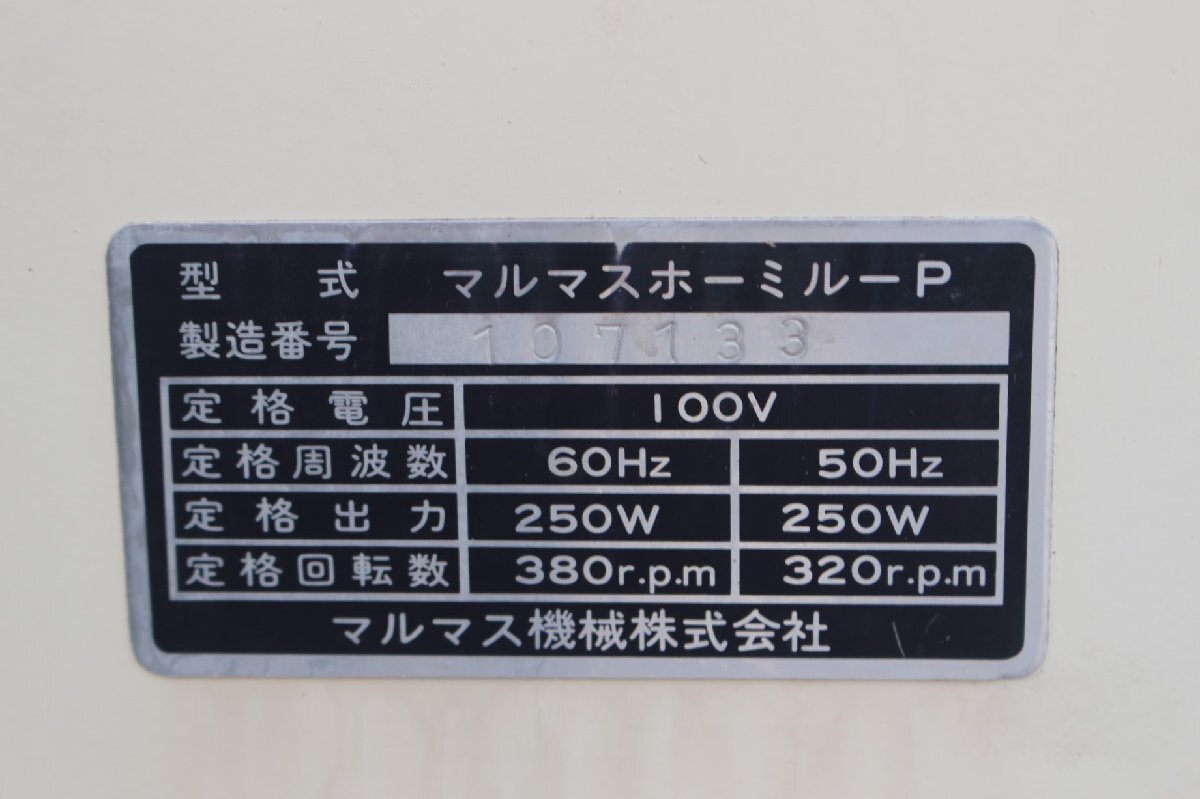 型式 マルマスホーミルーP
製造番号 107133
定格電圧 100V
定格周波数 60Hz 50Hz
定格出力 250W 250W
定格回転数 380r.p.m 320r.p.m
マルマス機械株式会社